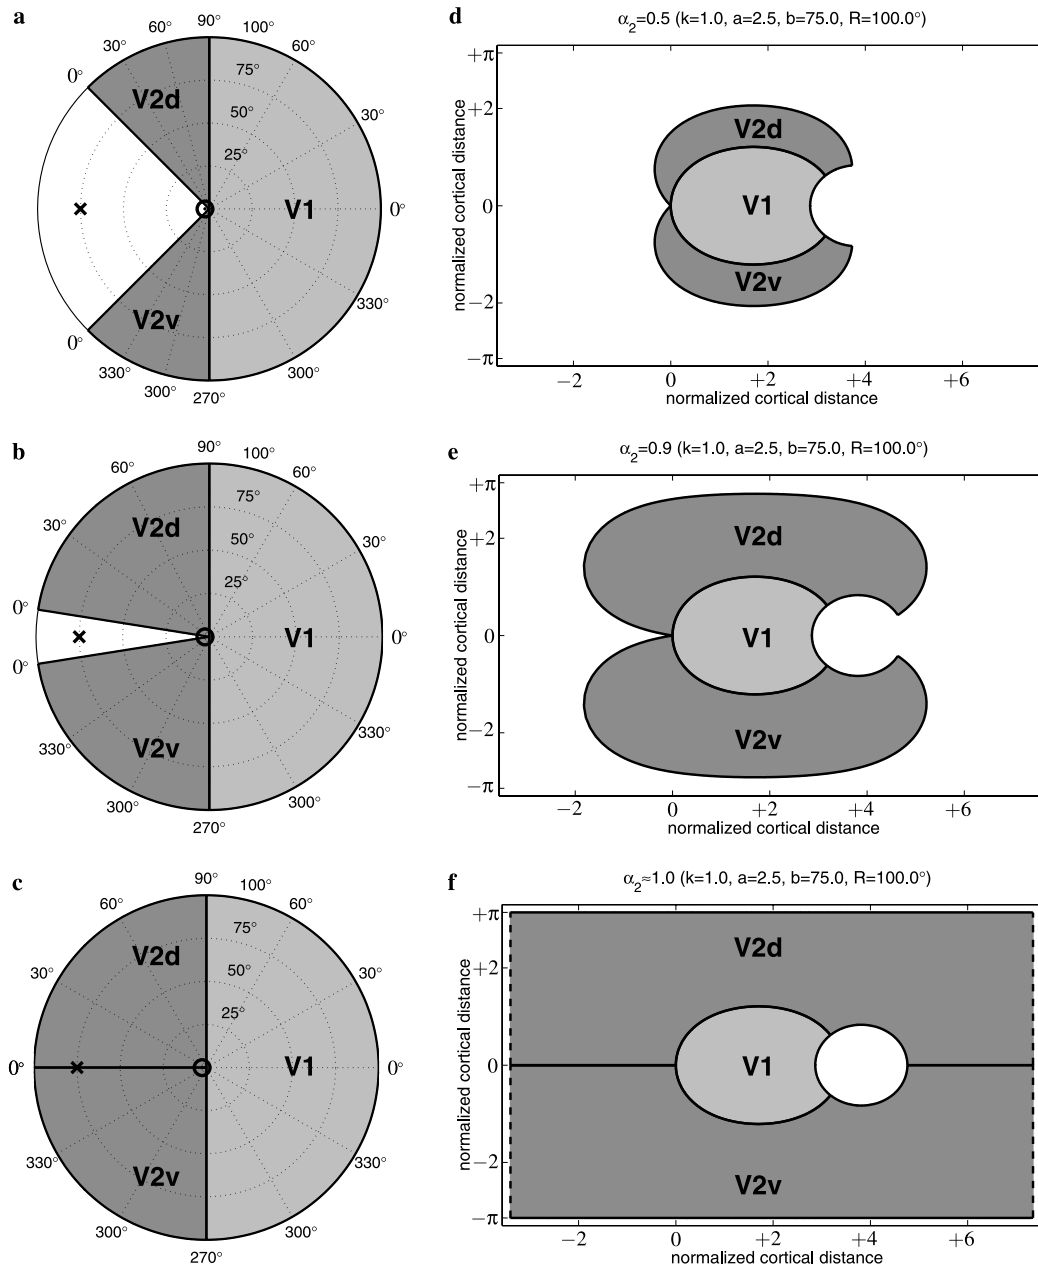 a
90°
60°
100°
30°
60°
0°
75°
V2d
50°
30°
25°
V1
0°
V2v
0°
330°
330°
300°
300°
270°
d
α2=0.5 (k=1.0, a=2.5, b=75.0, R=100.0°)
+π
+2
V2d
normalized cortical distance
0
V1
V2v
−2
−π
−2 0 +2 +4 +6
normalized cortical distance
b
90°
60°
100°
60°
75°
V2d
30°
50°
30°
25°
0°
V1
0°
0°
V2v
330°
330°
300°
300°
270°
e
α2=0.9 (k=1.0, a=2.5, b=75.0, R=100.0°)
+π
+2
V2d
normalized cortical distance
0
V1
−2
V2v
−π
−2 0 +2 +4 +6
normalized cortical distance
c
90°
60°
100°
60°
75°
V2d
30°
50°
30°
25°
0°
V1
0°
V2v
330°
330°
300°
300°
270°
f
α2≈1.0 (k=1.0, a=2.5, b=75.0, R=100.0°)
+π
V2d
+2
normalized cortical distance
0
V1
−2
V2v
−π
−2 0 +2 +4 +6
normalized cortical distance